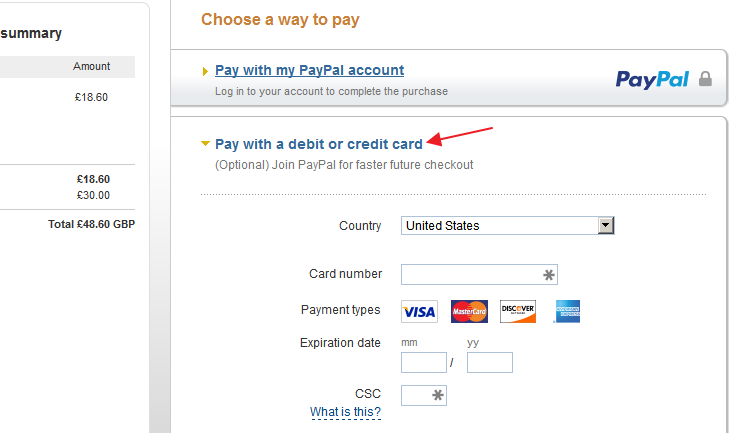 summary
Amount
£18.60
£18.60
£30.00
Total £48.60 GBP
Choose a way to pay
Pay with my PayPal account
Log in to your account to complete the purchase
PayPal
Pay with a debit or credit card
(Optional) Join PayPal for faster future checkout
Country United States
Card number
Payment types VISA MasterCard DISCOVER
Expiration date mm yy
/
CSC
What is this?